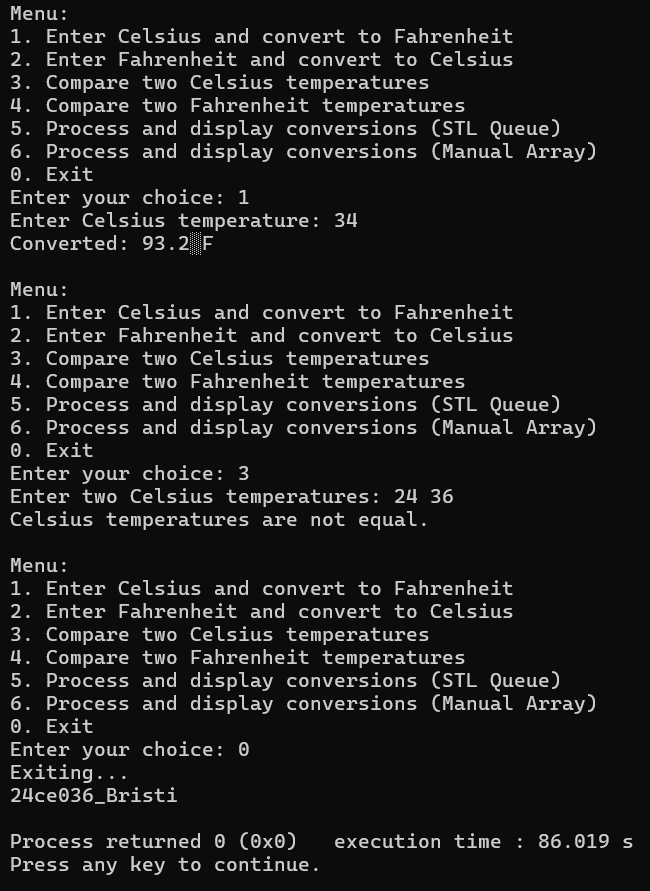 Menu:
1. Enter Celsius and convert to Fahrenheit
2. Enter Fahrenheit and convert to Celsius
3. Compare two Celsius temperatures
4. Compare two Fahrenheit temperatures
5. Process and display conversions (STL Queue)
6. Process and display conversions (Manual Array)
0. Exit
Enter your choice: 1
Enter Celsius temperature: 34
Converted: 93.2░F
Menu:
1. Enter Celsius and convert to Fahrenheit
2. Enter Fahrenheit and convert to Celsius
3. Compare two Celsius temperatures
4. Compare two Fahrenheit temperatures
5. Process and display conversions (STL Queue)
6. Process and display conversions (Manual Array)
0. Exit
Enter your choice: 3
Enter two Celsius temperatures: 24 36
Celsius temperatures are not equal.
Menu:
1. Enter Celsius and convert to Fahrenheit
2. Enter Fahrenheit and convert to Celsius
3. Compare two Celsius temperatures
4. Compare two Fahrenheit temperatures
5. Process and display conversions (STL Queue)
6. Process and display conversions (Manual Array)
0. Exit
Enter your choice: 0
Exiting...
24ce036_Bristi
Process returned 0 (0x0)   execution time : 86.019 s
Press any key to continue.